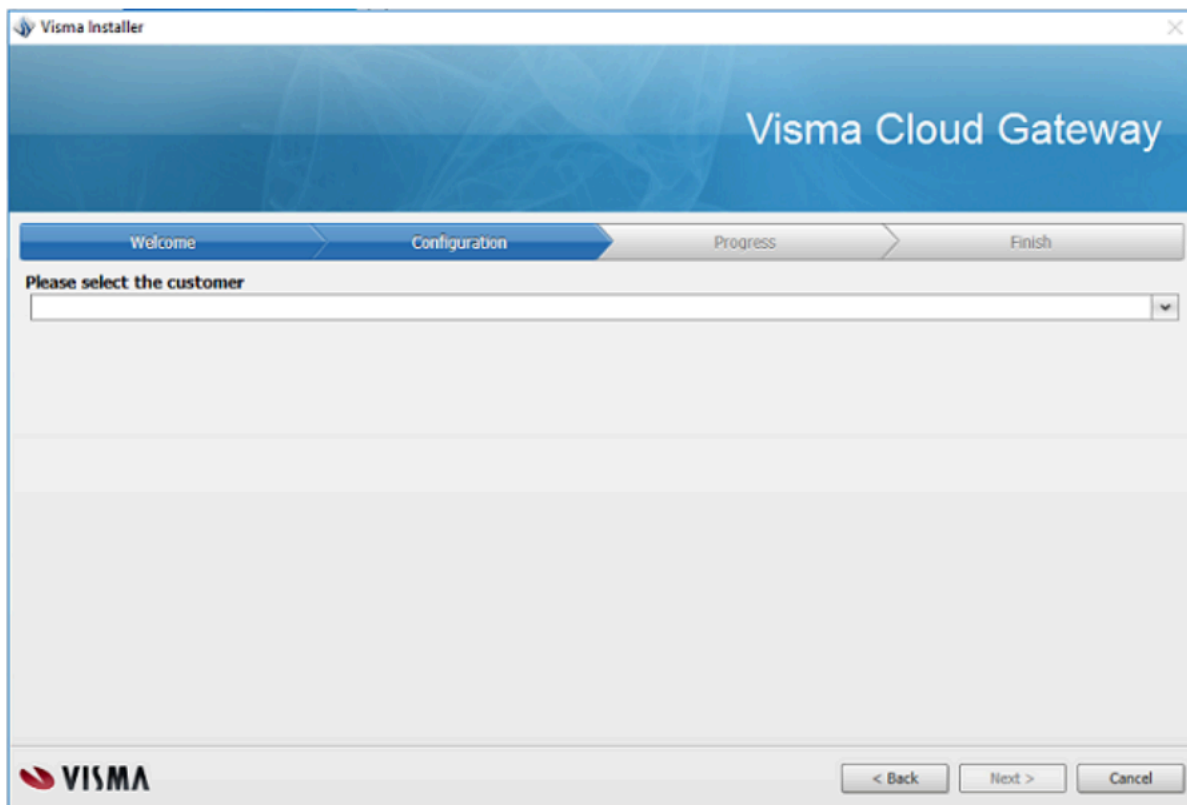 Visma Installer
Visma Cloud Gateway
Welcome Configuration Progress Finish
Please select the customer
VISMA < Back Next > Cancel